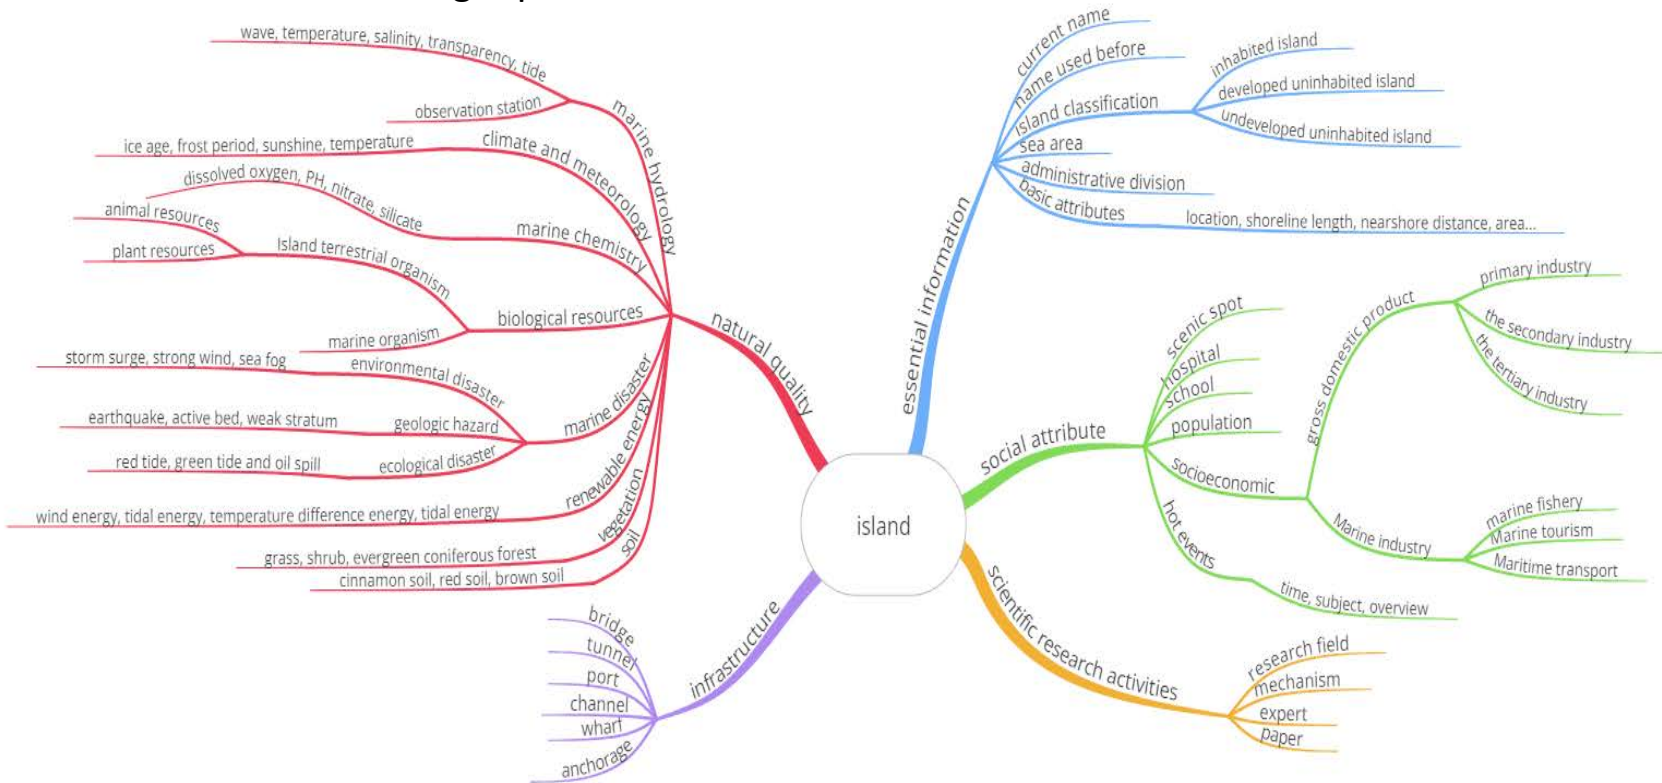 wave, temperature, salinity, transparency, tide
observation station
marine hydrology
ice age, frost period, sunshine, temperature
climate and meteorology
dissolved oxygen, PH, nitrate, silicate
marine chemistry
animal resources
plant resources
Island terrestrial organism
marine organism
biological resources
storm surge, strong wind, sea fog
environmental disaster
earthquake, active bed, weak stratum
geologic hazard
red tide, green tide and oil spill
ecological disaster
marine disaster
wind energy, tidal energy, temperature difference energy, tidal energy
renewable energy
grass, shrub, evergreen coniferous forest
vegetation
cinnamon soil, red soil, brown soil
soil
natural quality
bridge
tunnel
port
channel
wharf
anchorage
infrastructure
island
essential information
current name
name used before
island classification
inhabited island
developed uninhabited island
undeveloped uninhabited island
sea area
administrative division
basic attributes
location, shoreline length, nearshore distance, area...
social attribute
scenic spot
hospital
school
population
socioeconomic
gross domestic product
primary industry
the secondary industry
the tertiary industry
Marine industry
marine fishery
Marine tourism
Maritime transport
hot events
time, subject, overview
scientific research activities
research field
mechanism
expert
paper